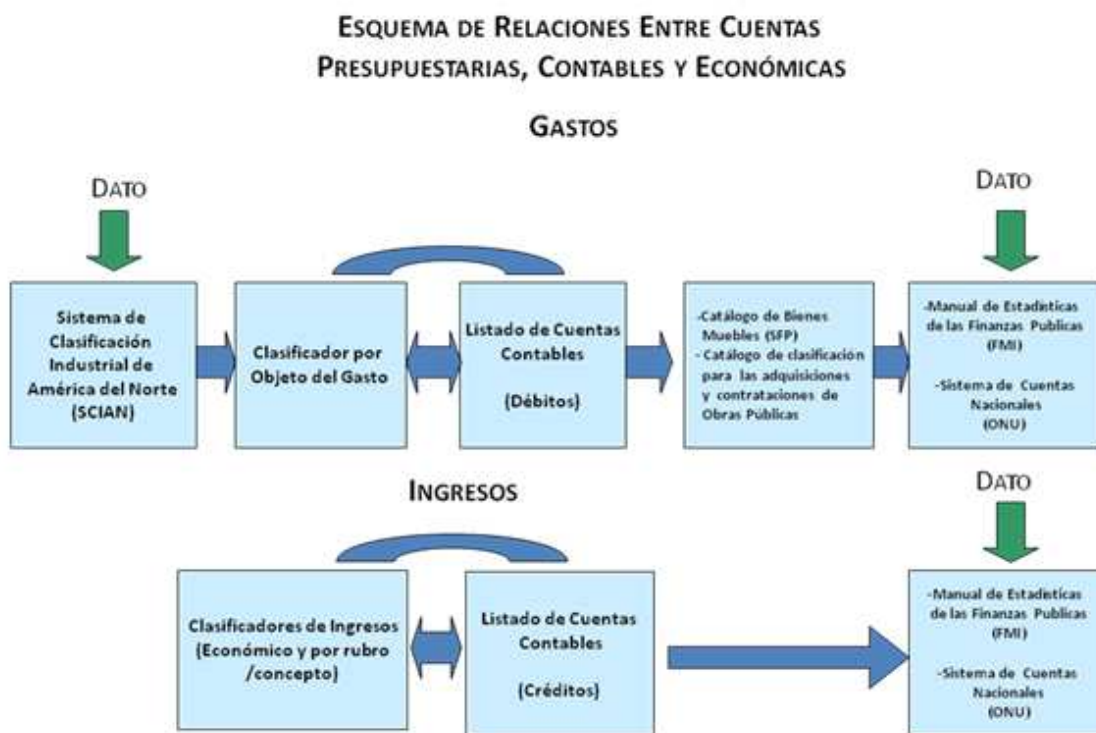 ESQUEMA DE RELACIONES ENTRE CUENTAS
PRESUPUESTARIAS, CONTABLES Y ECONÓMICAS
GASTOS
DATO
DATO
Sistema de
Clasificación
Industrial de
América del Norte
(SCIAN)
Clasificador por
Objeto del Gasto
Listado de Cuentas
Contables
(Débitos)
-Catálogo de Bienes
Muebles (SFP)
- Catálogo de clasificación
para las adquisiciones
y contrataciones de
Obras Públicas
-Manual de Estadísticas
de las Finanzas Publicas
(FMI)
-Sistema de Cuentas
Nacionales
(ONU)
INGRESOS
DATO
Clasificadores de Ingresos
(Económico y por rubro
/concepto)
Listado de Cuentas
Contables
(Créditos)
-Manual de Estadísticas
de las Finanzas Publicas
(FMI)
-Sistema de Cuentas
Nacionales
(ONU)